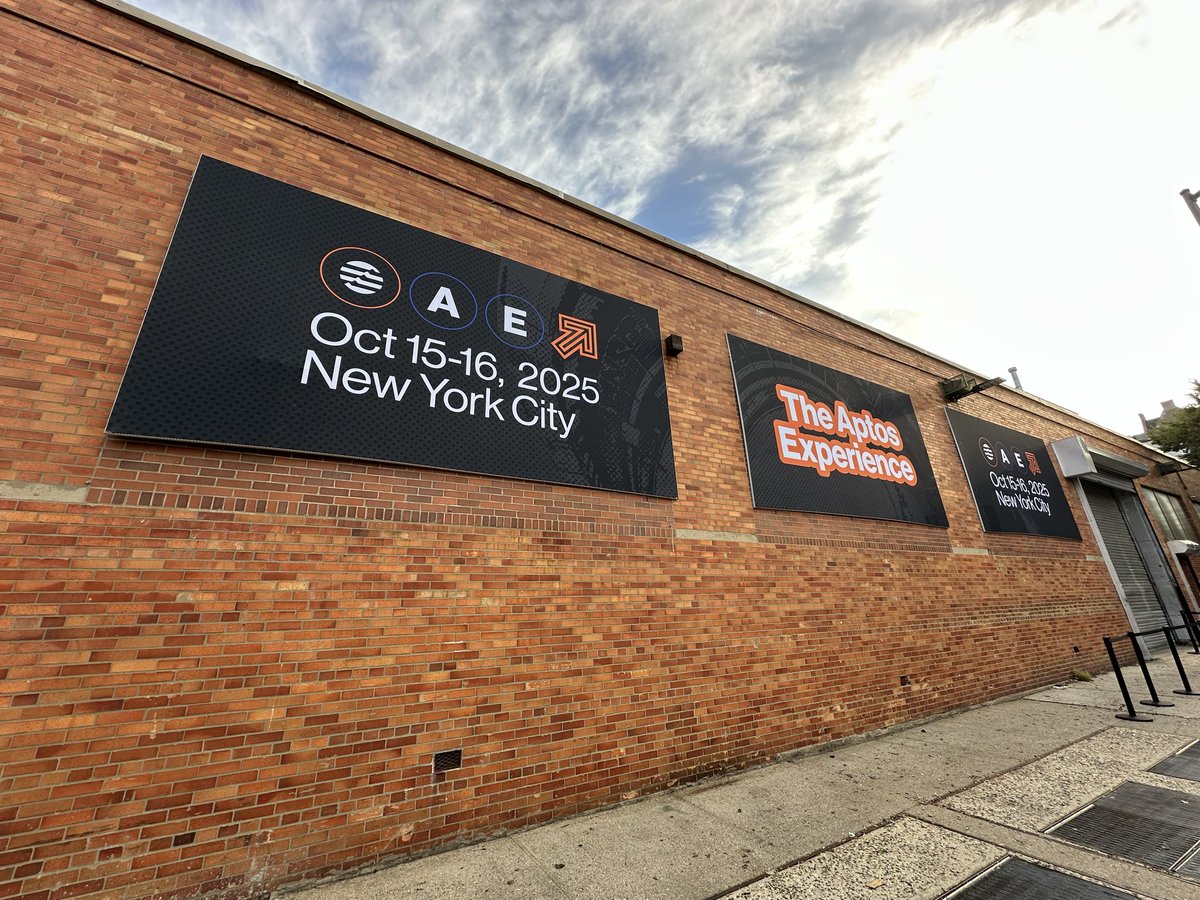 A E
Oct 15-16, 2025
New York City
The Aptos
Experience
A E
Oct 15-16, 2025
New York City